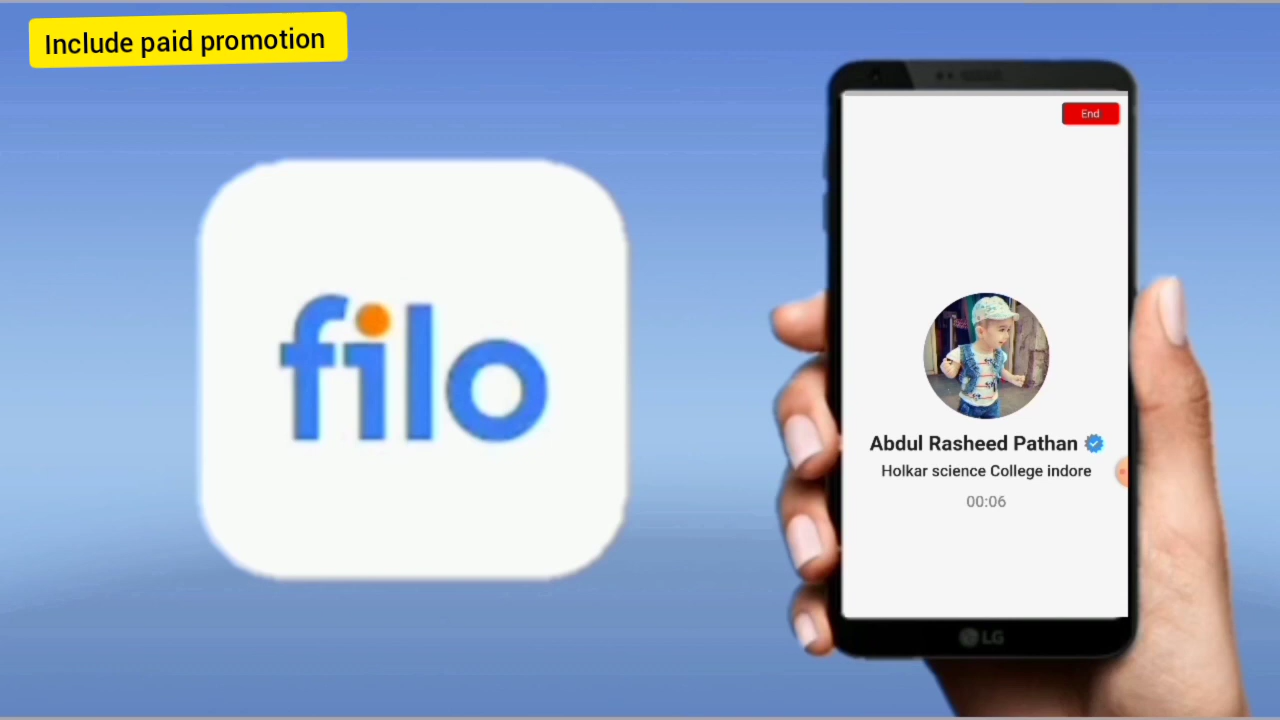 Include paid promotion
filo
End
Abdul Rasheed Pathan
Holkar science College indore
00:06
LG